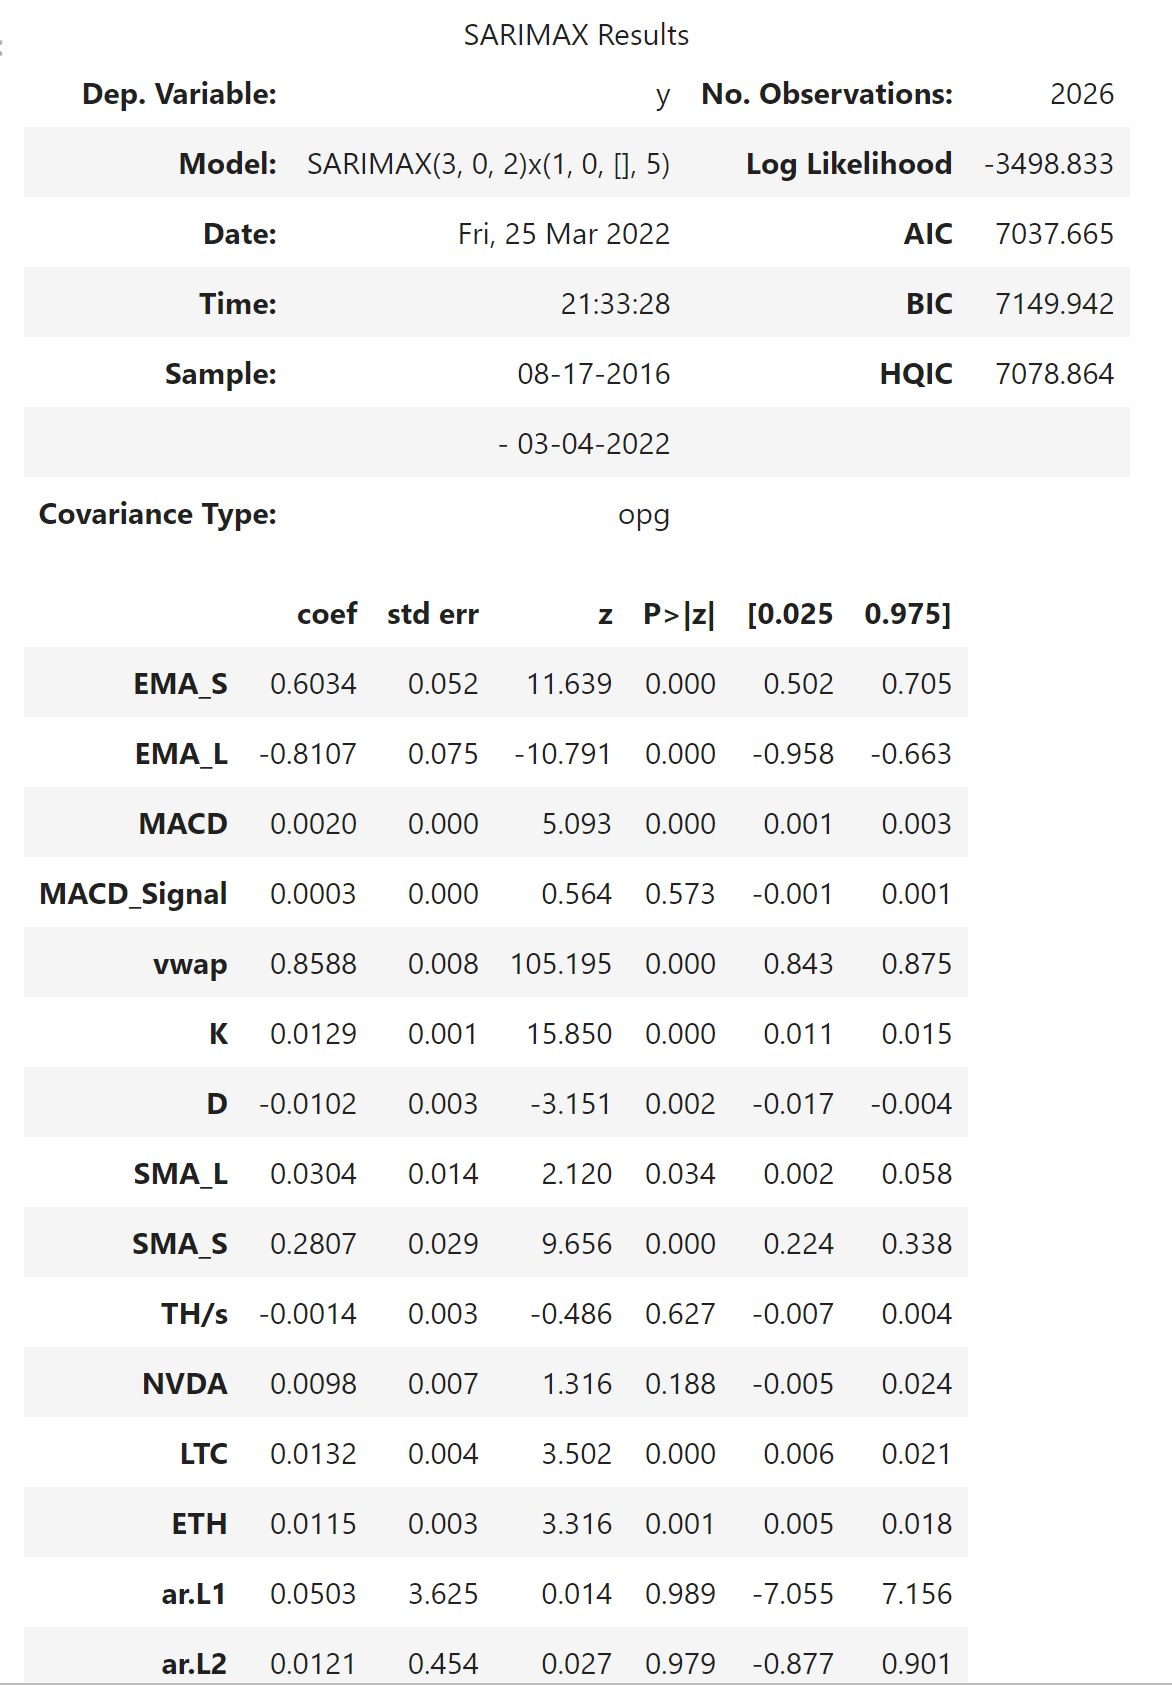 SARIMAX Results
Dep. Variable: y No. Observations: 2026
Model: SARIMAX(3, 0, 2)x(1, 0, [], 5) Log Likelihood -3498.833
Date: Fri, 25 Mar 2022 AIC 7037.665
Time: 21:33:28 BIC 7149.942
Sample: 08-17-2016 HQIC 7078.864
- 03-04-2022
Covariance Type: opg
coef std err z P>|z| [0.025 0.975]
EMA_S 0.6034 0.052 11.639 0.000 0.502 0.705
EMA_L -0.8107 0.075 -10.791 0.000 -0.958 -0.663
MACD 0.0020 0.000 5.093 0.000 0.001 0.003
MACD_Signal 0.0003 0.000 0.564 0.573 -0.001 0.001
vwap 0.8588 0.008 105.195 0.000 0.843 0.875
K 0.0129 0.001 15.850 0.000 0.011 0.015
D -0.0102 0.003 -3.151 0.002 -0.017 -0.004
SMA_L 0.0304 0.014 2.120 0.034 0.002 0.058
SMA_S 0.2807 0.029 9.656 0.000 0.224 0.338
TH/s -0.0014 0.003 -0.486 0.627 -0.007 0.004
NVDA 0.0098 0.007 1.316 0.188 -0.005 0.024
LTC 0.0132 0.004 3.502 0.000 0.006 0.021
ETH 0.0115 0.003 3.316 0.001 0.005 0.018
ar.L1 0.0503 3.625 0.014 0.989 -7.055 7.156
ar.L2 0.0121 0.454 0.027 0.979 -0.877 0.901